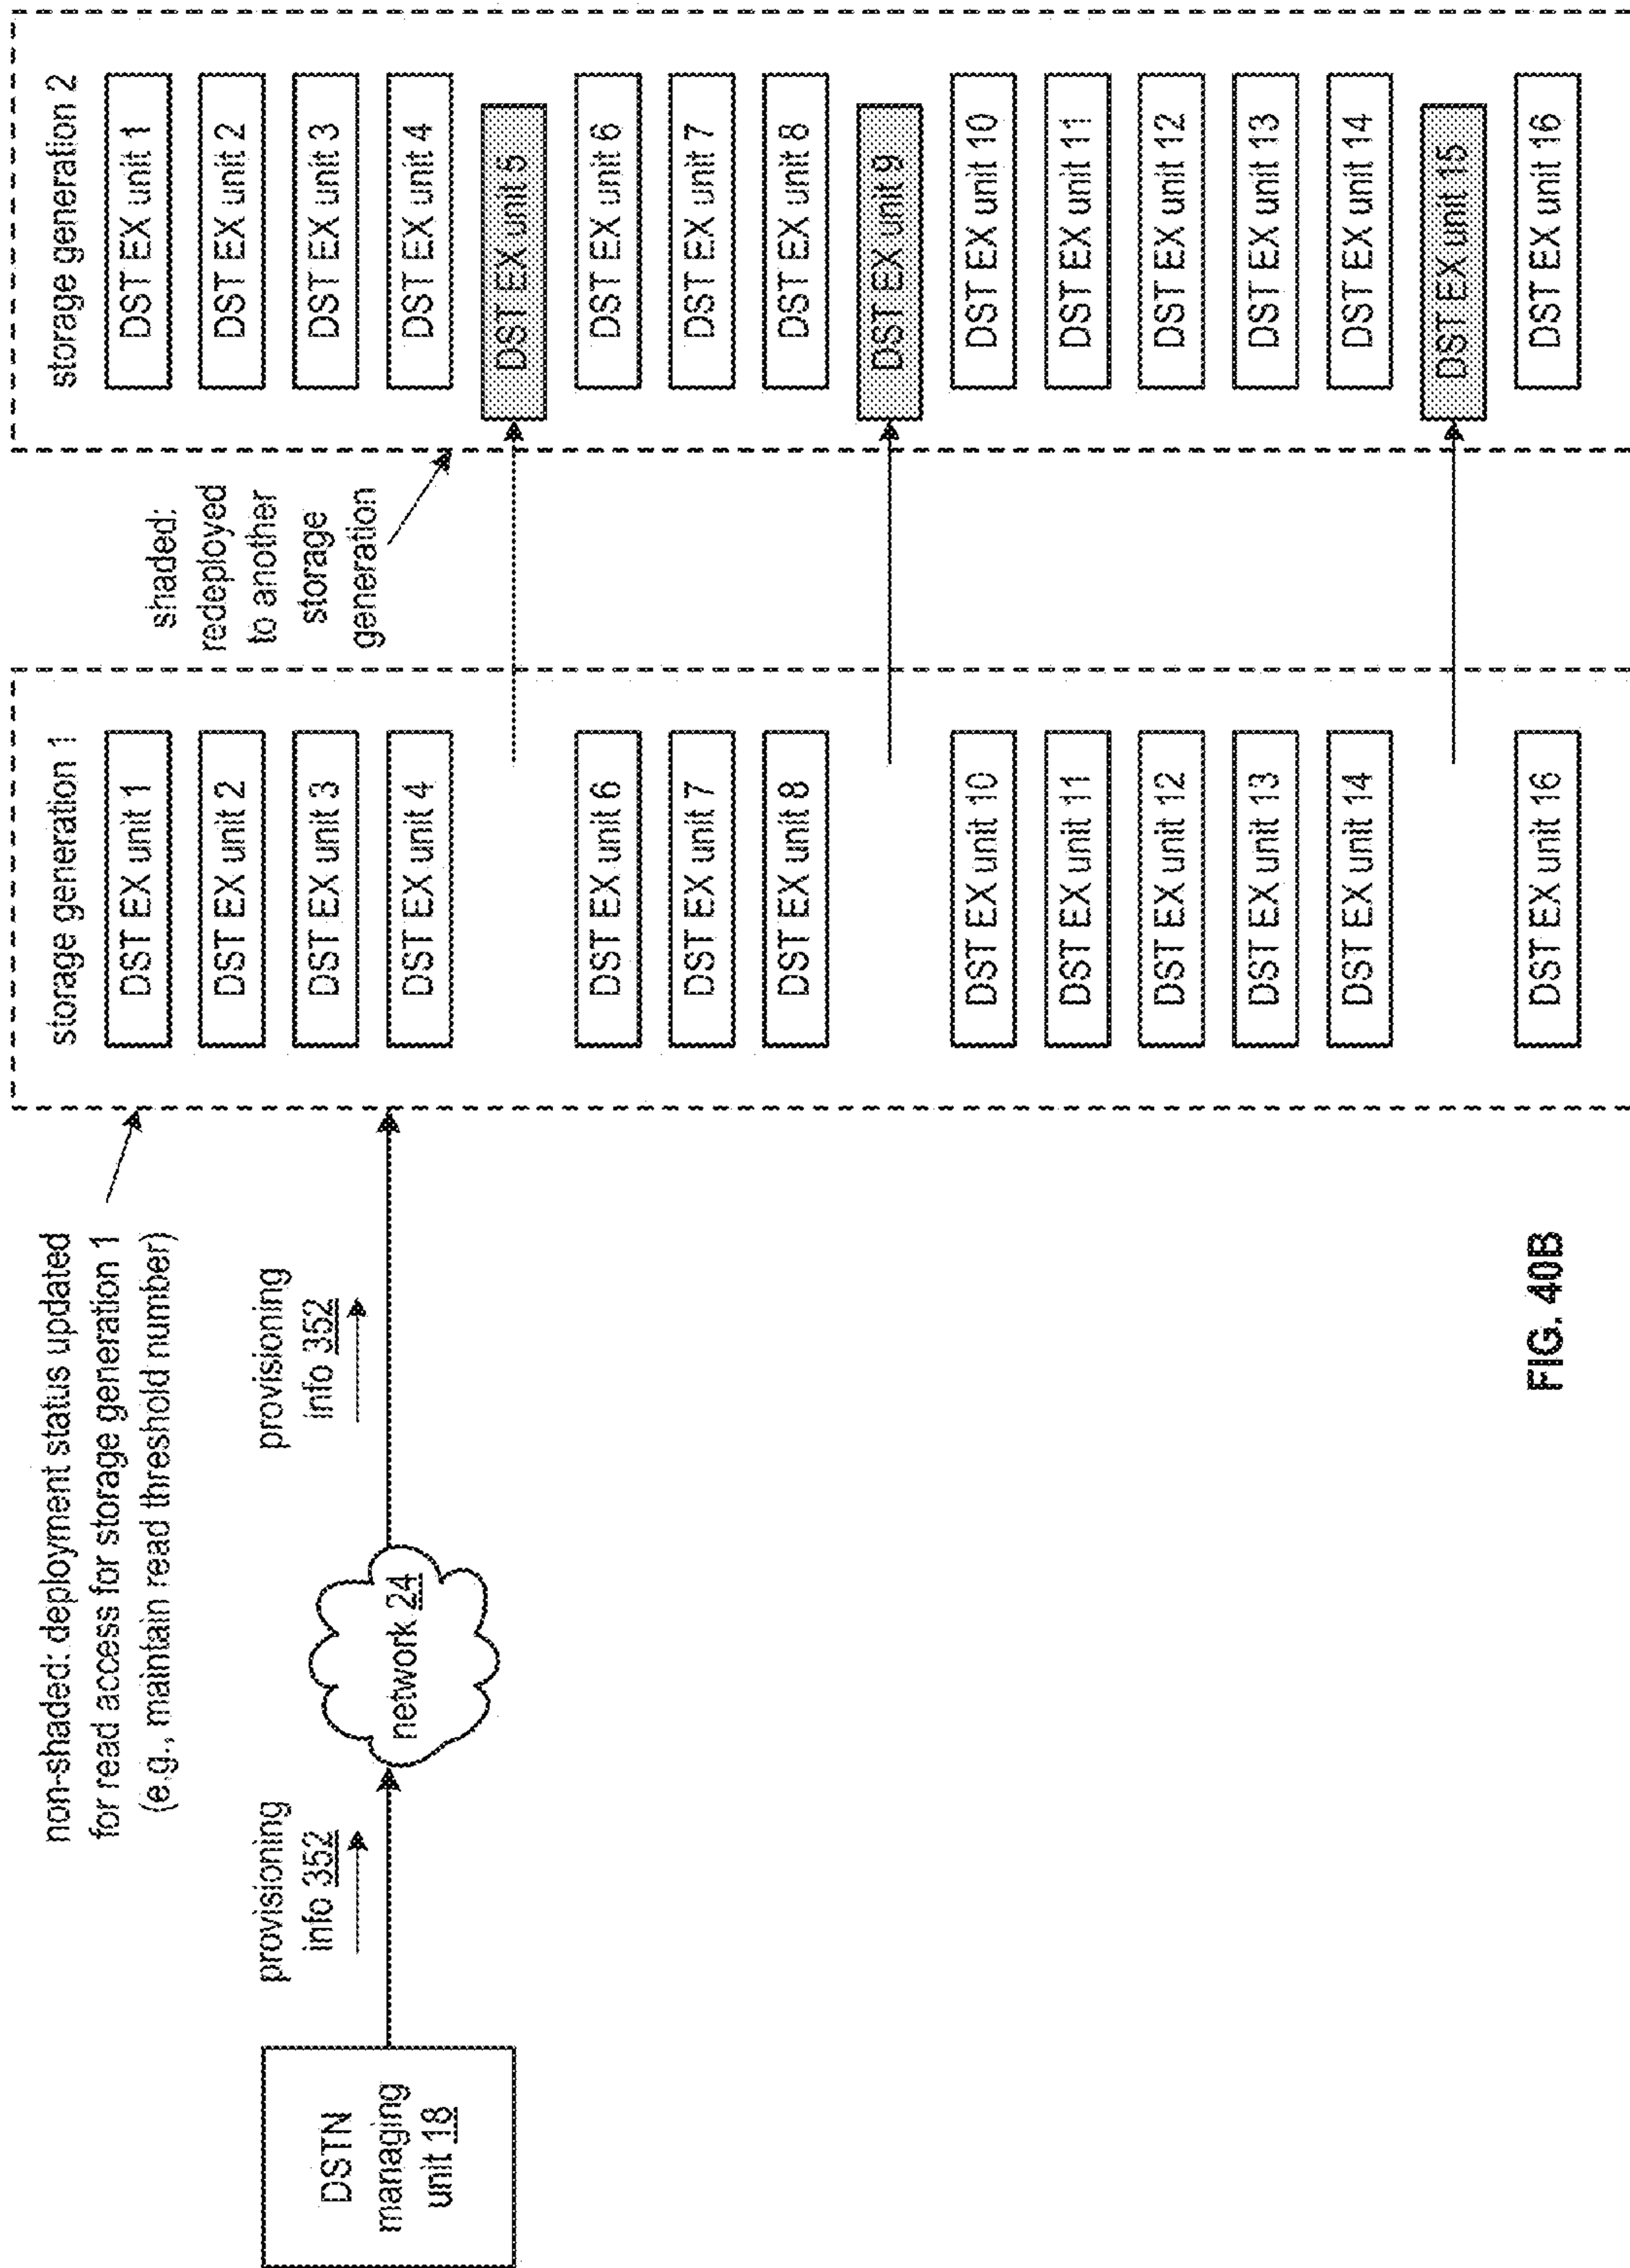 non-shaded: deployment status updated
for read access for storage generation 1
(e.g., maintain read threshold number)
DSTN
managing
unit 18
provisioning
info 352
network 24
provisioning
info 352
storage generation 1
DST EX unit 1
DST EX unit 2
DST EX unit 3
DST EX unit 4
DST EX unit 6
DST EX unit 7
DST EX unit 8
DST EX unit 10
DST EX unit 11
DST EX unit 12
DST EX unit 13
DST EX unit 14
DST EX unit 16
shaded:
redeployed
to another
storage
generation
storage generation 2
DST EX unit 1
DST EX unit 2
DST EX unit 3
DST EX unit 4
DST EX unit 5
DST EX unit 6
DST EX unit 7
DST EX unit 8
DST EX unit 9
DST EX unit 10
DST EX unit 11
DST EX unit 12
DST EX unit 13
DST EX unit 14
DST EX unit 15
DST EX unit 16
FIG. 40B